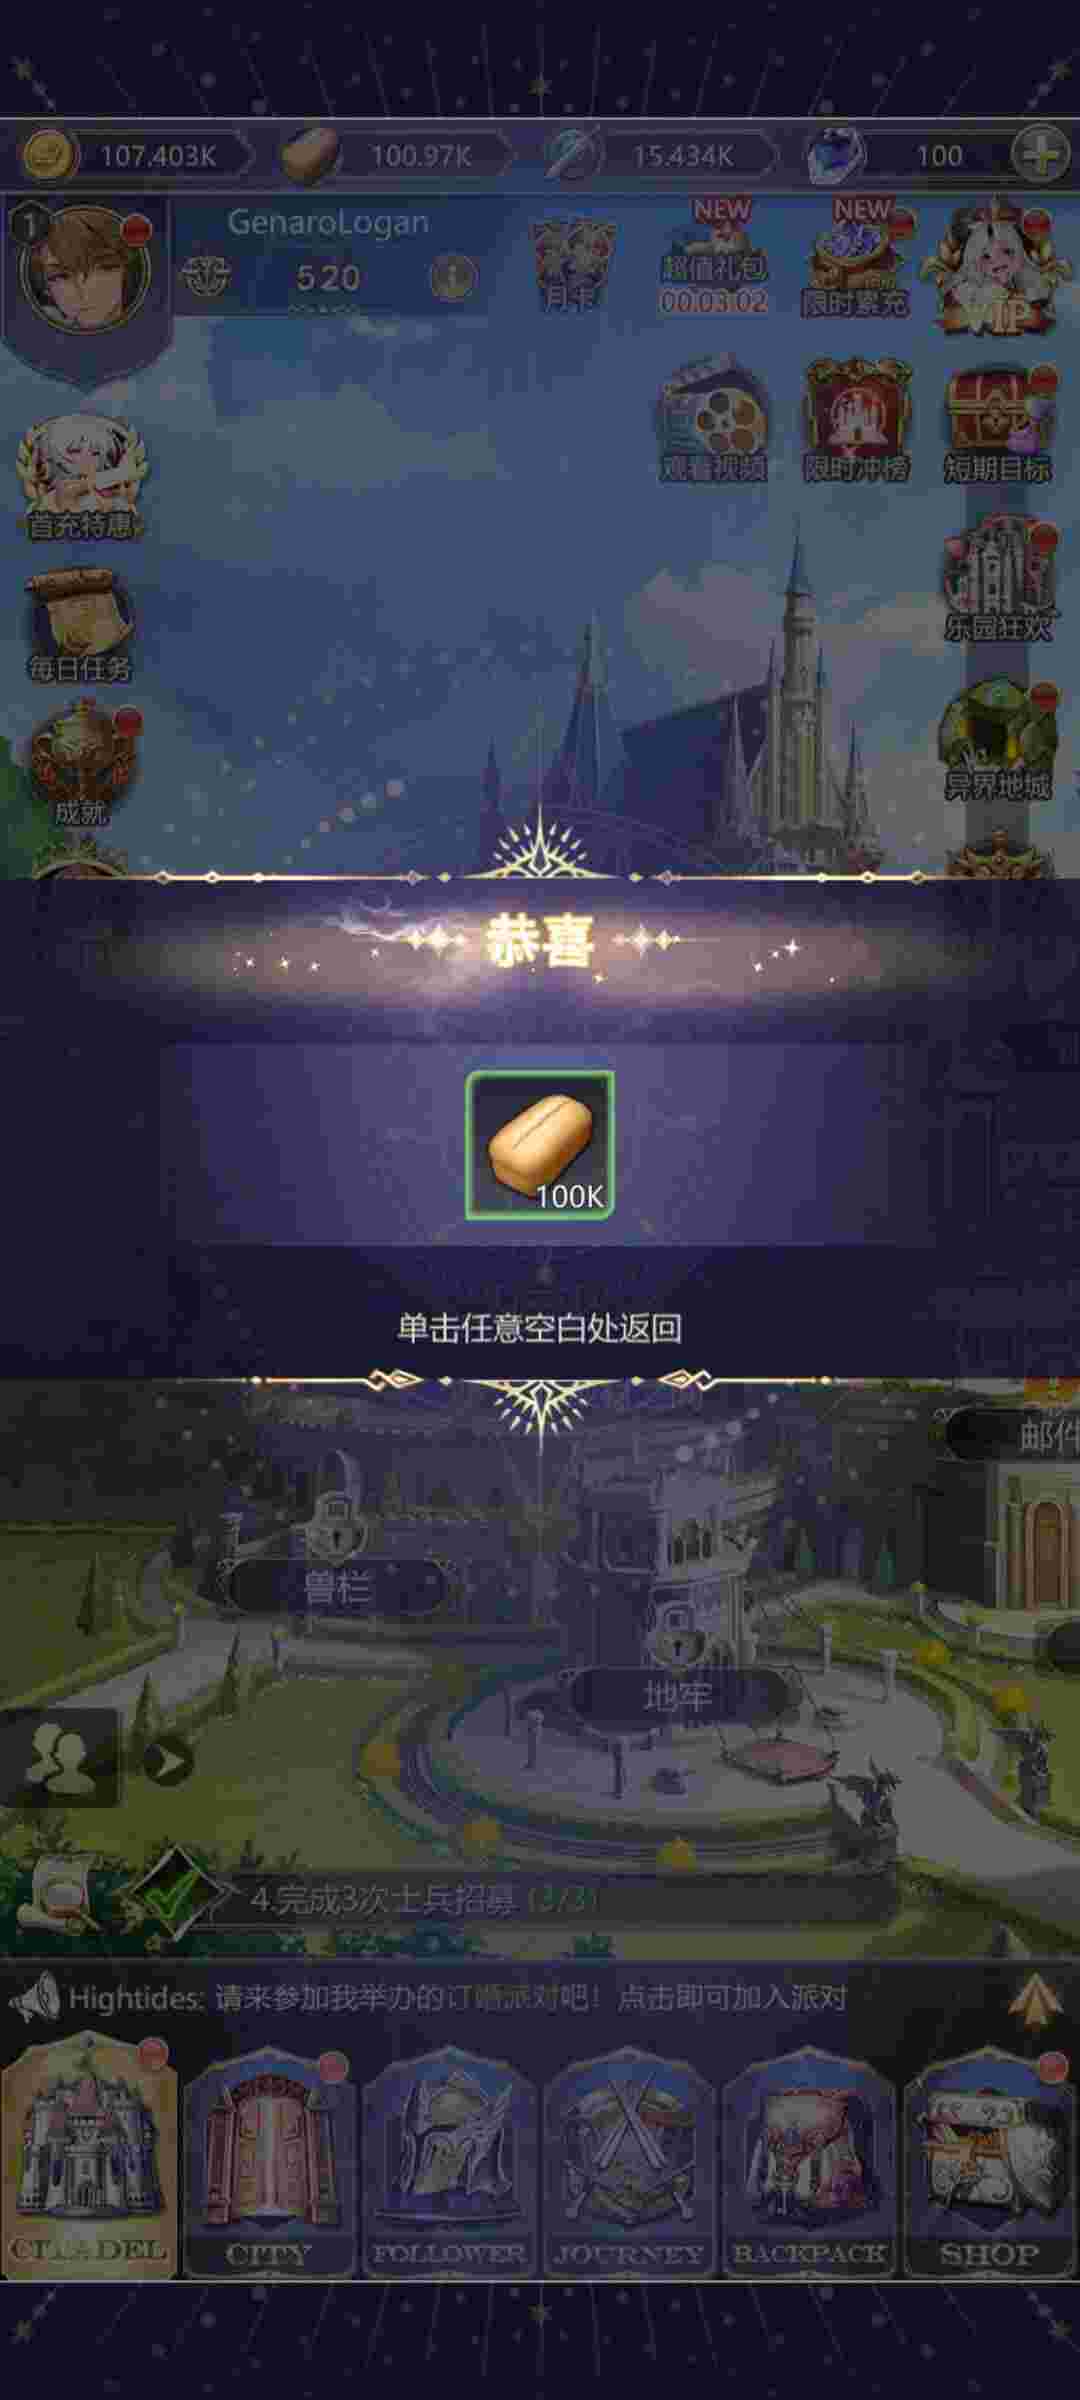 107.403K
100.97K
15.434K
100
1
GenaroLogan
520
月卡
NEW
超值礼包
00:03:02
NEW
限时累充
VIP
观看视频
限时冲榜
短期目标
首充特惠
乐园狂欢
每日任务
异界地城
成就
恭喜
100K
单击任意空白处返回
邮件
兽栏
地牢
4.完成3次士兵招募 (3/3)
Hightides: 请来参加我举办的订婚派对吧！点击即可加入派对
CITADEL
CITY
FOLLOWER
JOURNEY
BACKPACK
SHOP